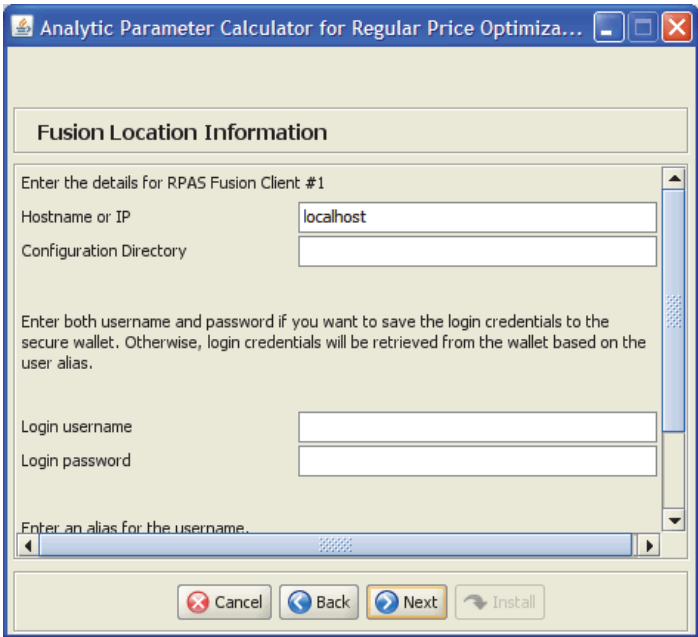 Analytic Parameter Calculator for Regular Price Optimiza...
Fusion Location Information
Enter the details for RPAS Fusion Client #1
Hostname or IP
localhost
Configuration Directory
Enter both username and password if you want to save the login credentials to the
secure wallet. Otherwise, login credentials will be retrieved from the wallet based on the
user alias.
Login username
Login password
Enter an alias for the username.
Cancel
Back
Next
Install